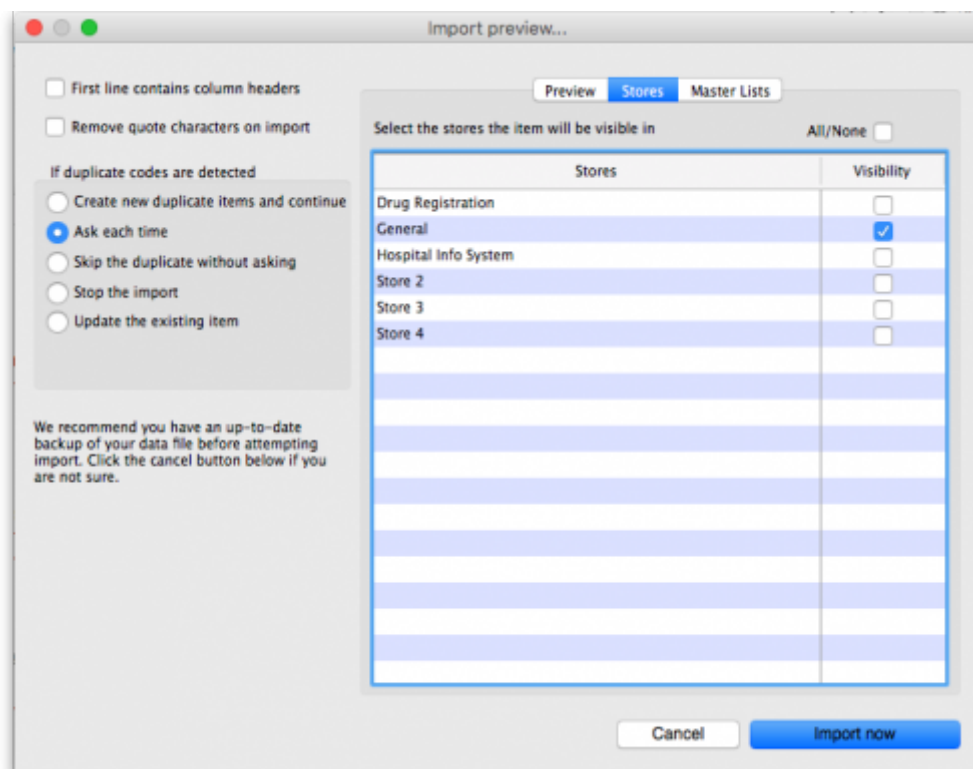 Import preview...
First line contains column headers
Remove quote characters on import
If duplicate codes are detected
Create new duplicate items and continue
Ask each time
Skip the duplicate without asking
Stop the import
Update the existing item
We recommend you have an up-to-date
backup of your data file before attempting
import. Click the cancel button below if you
are not sure.
Preview Stores Master Lists
Select the stores the item will be visible in All/None
Stores Visibility
Drug Registration
General
Hospital Info System
Store 2
Store 3
Store 4
Cancel Import now